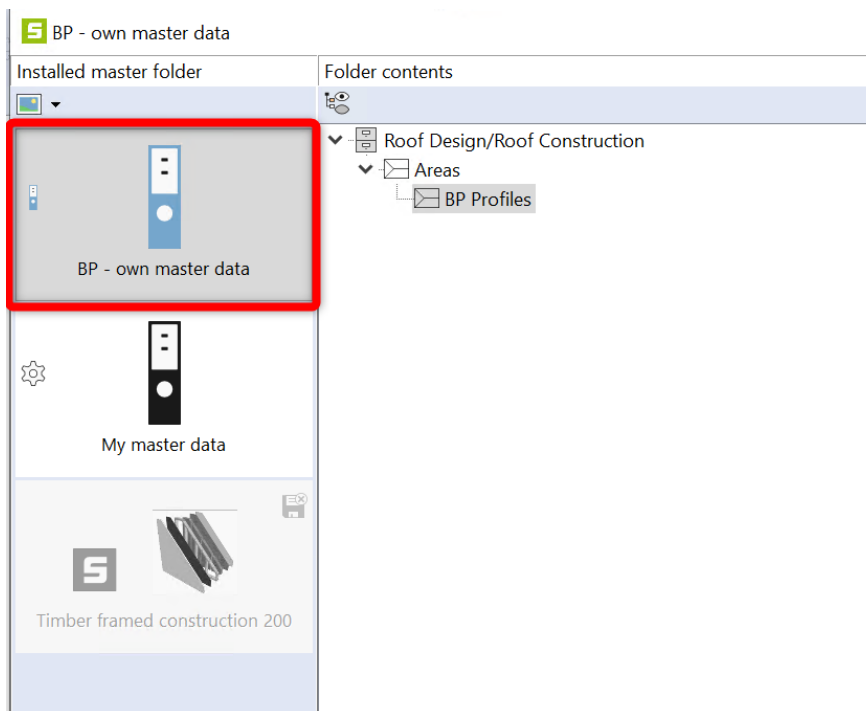 BP - own master data
Installed master folder
Folder contents
Roof Design/Roof Construction
Areas
BP Profiles
BP - own master data
My master data
Timber framed construction 200